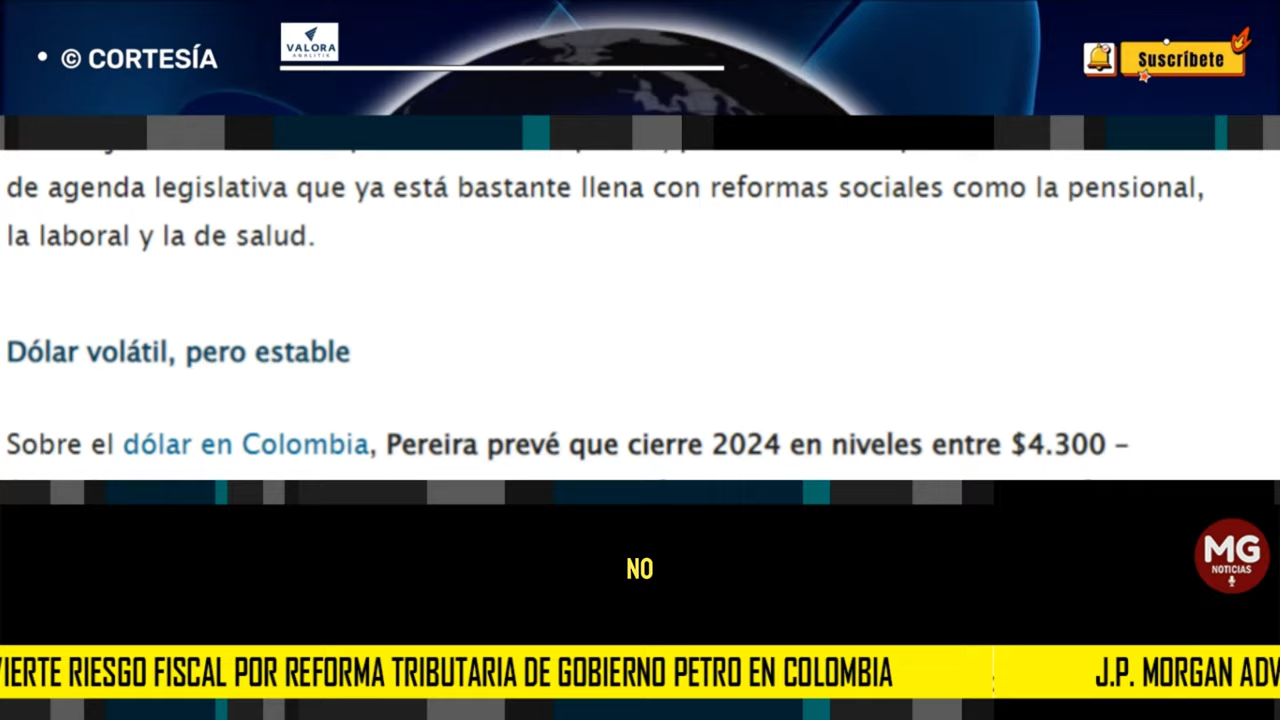 • © CORTESÍA
VALORA
ANALITIK
Suscríbete
de agenda legislativa que ya está bastante llena con reformas sociales como la pensional,
la laboral y la de salud.
Dólar volátil, pero estable
Sobre el dólar en Colombia, Pereira prevé que cierre 2024 en niveles entre $4.300 –
NO
MG
NOTICIAS
VIERTE RIESGO FISCAL POR REFORMA TRIBUTARIA DE GOBIERNO PETRO EN COLOMBIA J.P. MORGAN ADV